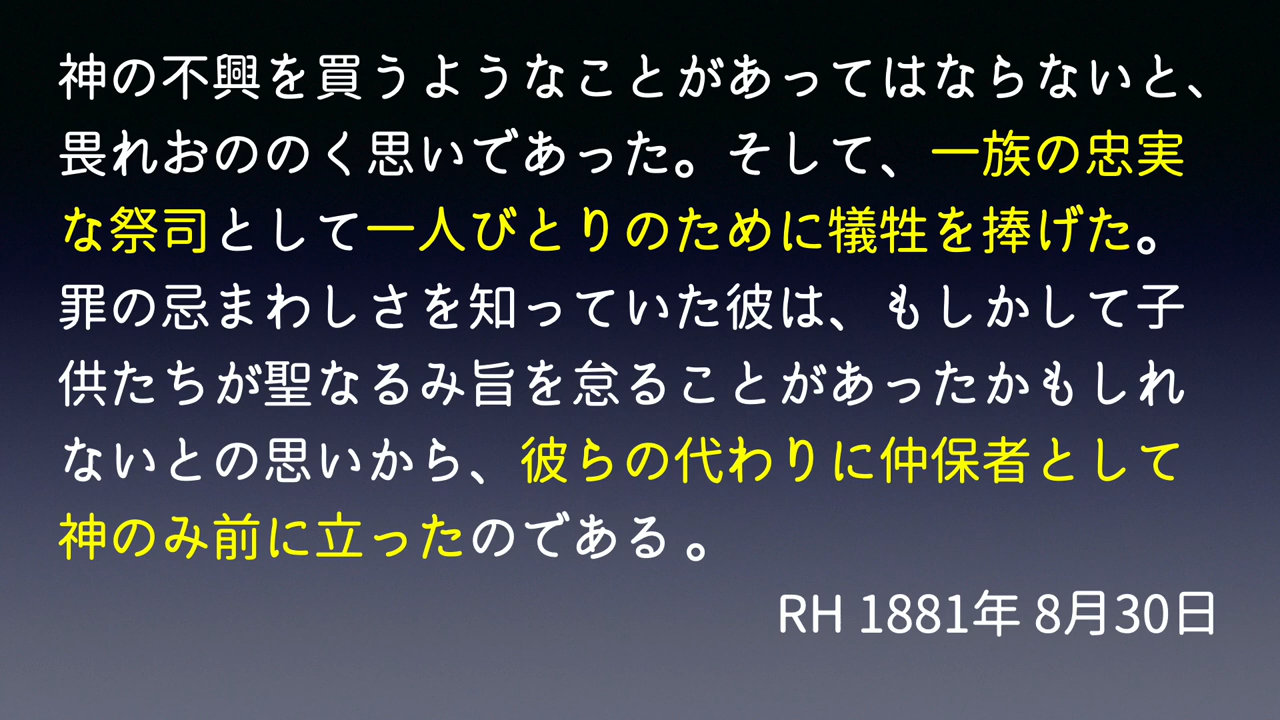 神の不興を買うようなことがあってはならないと、
畏れおののく思いであった。そして、一族の忠実
な祭司として一人びとりのために犠牲を捧げた。
罪の忌まわしさを知っていた彼は、もしかして子
供たちが聖なるみ旨を怠ることがあったかもしれ
ないとの思いから、彼らの代わりに仲保者として
神のみ前に立ったのである 。
RH 1881年 8月30日